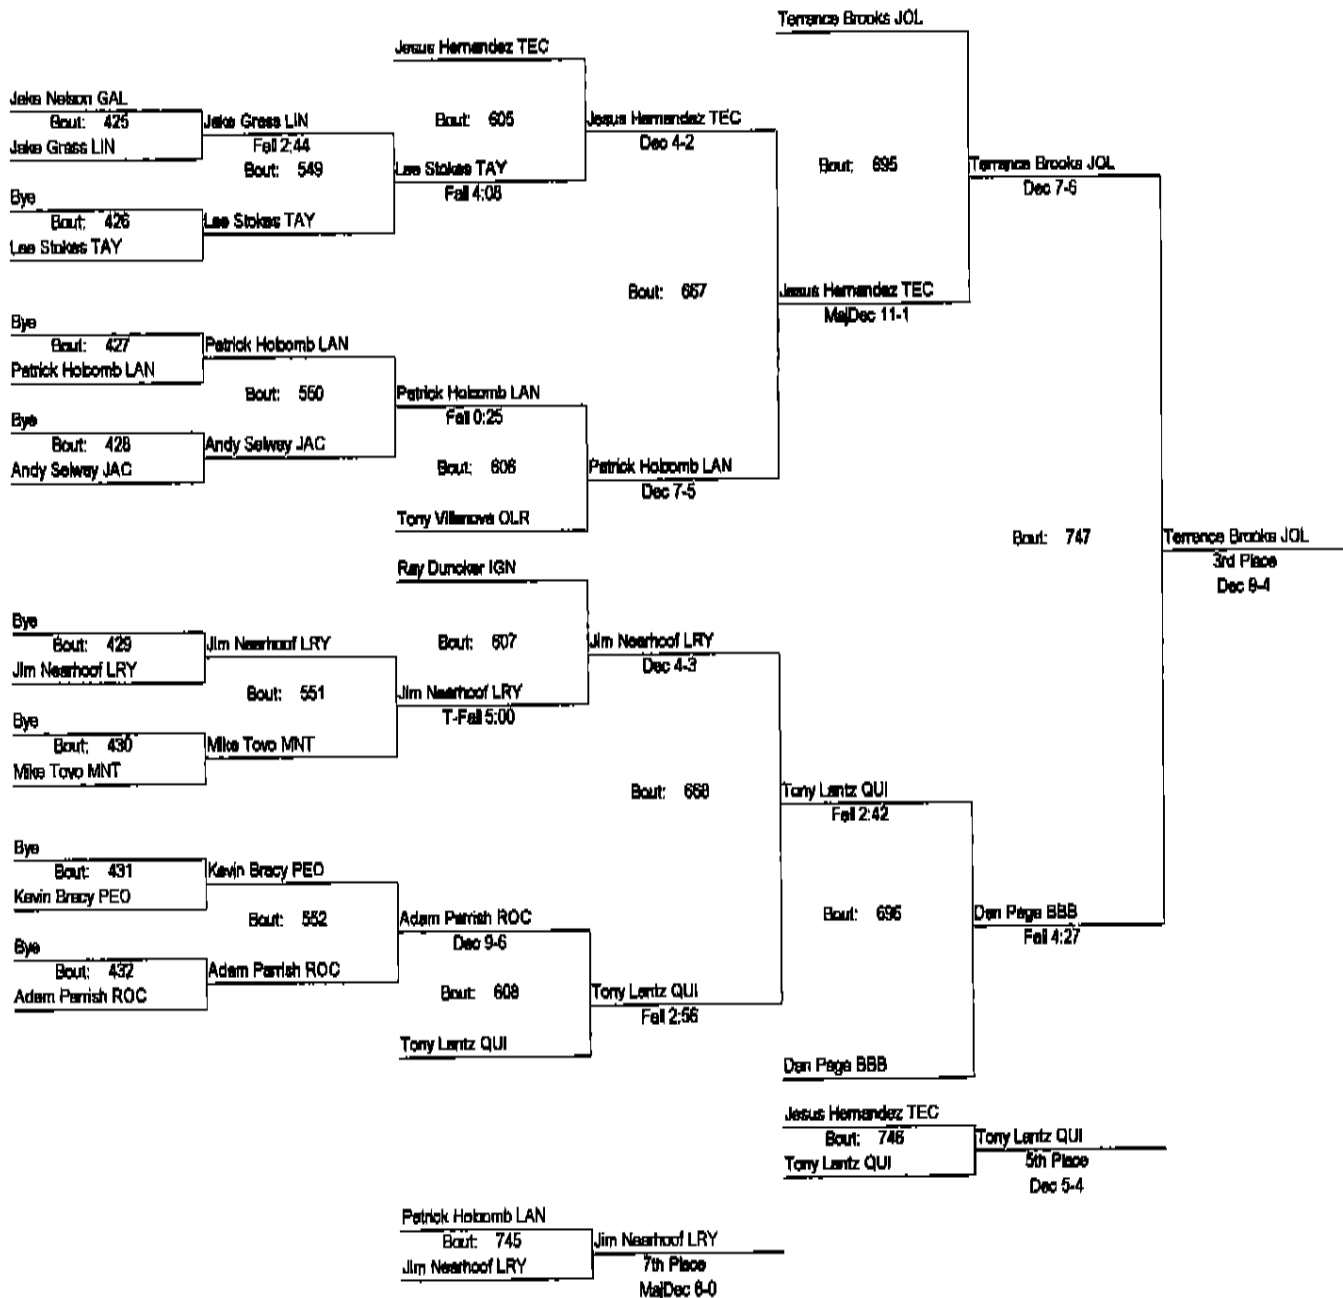 Terrance Brooks JOL
Jesus Hernandez TEC
Jake Nelson GAL
Bout: 425
Jake Grass LIN
Jake Grass LIN
Fall 2:44
Bout: 549
Bye
Bout: 426
Lee Stokes TAY
Lee Stokes TAY
Bout: 605
Lee Stokes TAY
Fall 4:08
Jesus Hernandez TEC
Dec 4-2
Bout: 695
Terrance Brooks JOL
Dec 7-6
Bout: 667
Jesus Hernandez TEC
MajDec 11-1
Bye
Bout: 427
Patrick Holcomb LAN
Patrick Holcomb LAN
Bout: 550
Bye
Bout: 428
Andy Selway JAC
Andy Selway JAC
Patrick Holcomb LAN
Fall 0:25
Bout: 606
Tony Villanova OLR
Patrick Holcomb LAN
Dec 7-5
Bout: 747
Terrance Brooks JOL
3rd Place
Dec 9-4
Ray Duncker IGN
Bye
Bout: 429
Jim Nearhoof LRY
Jim Nearhoof LRY
Bout: 551
Bye
Bout: 430
Mike Tovo MNT
Mike Tovo MNT
Bout: 607
Jim Nearhoof LRY
T-Fall 5:00
Jim Nearhoof LRY
Dec 4-3
Bout: 668
Tony Lantz QUI
Fall 2:42
Bye
Bout: 431
Kevin Bracy PEO
Kevin Bracy PEO
Bout: 552
Bye
Bout: 432
Adam Parrish ROC
Adam Parrish ROC
Adam Parrish ROC
Dec 9-6
Bout: 608
Tony Lantz QUI
Tony Lantz QUI
Fall 2:56
Bout: 696
Dan Page BBB
Fall 4:27
Dan Page BBB
Jesus Hernandez TEC
Bout: 746
Tony Lantz QUI
Tony Lantz QUI
5th Place
Dec 5-4
Patrick Holcomb LAN
Bout: 745
Jim Nearhoof LRY
Jim Nearhoof LRY
7th Place
MajDec 8-0